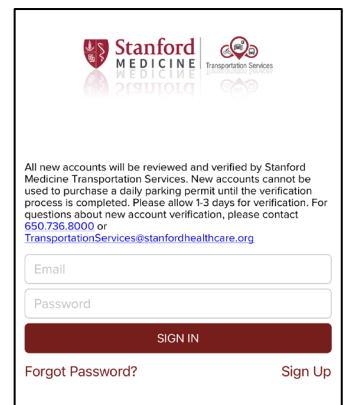 Stanford
MEDICINE
Transportation Services
All new accounts will be reviewed and verified by Stanford
Medicine Transportation Services. New accounts cannot be
used to purchase a daily parking permit until the verification
process is completed. Please allow 1-3 days for verification. For
questions about new account verification, please contact
650.736.8000 or
TransportationServices@stanfordhealthcare.org
Email
Password
SIGN IN
Forgot Password? Sign Up